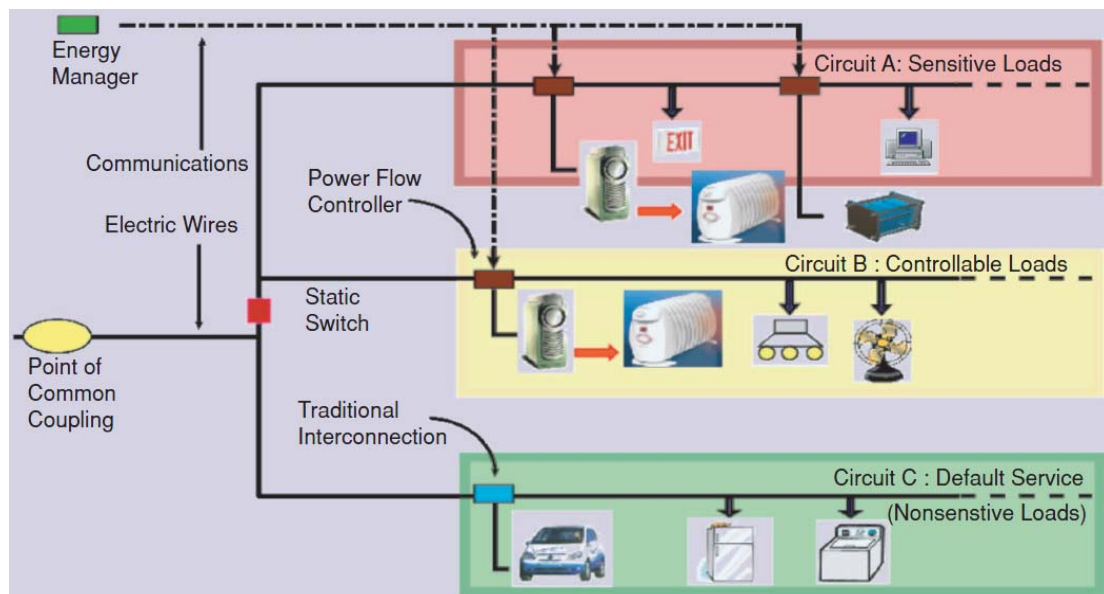 Energy
Manager
Circuit A: Sensitive Loads
EXIT
Communications
Power Flow
Controller
Electric Wires
Circuit B : Controllable Loads
Static
Switch
Point of
Common
Coupling
Traditional
Interconnection
Circuit C : Default Service
(Nonsenstive Loads)